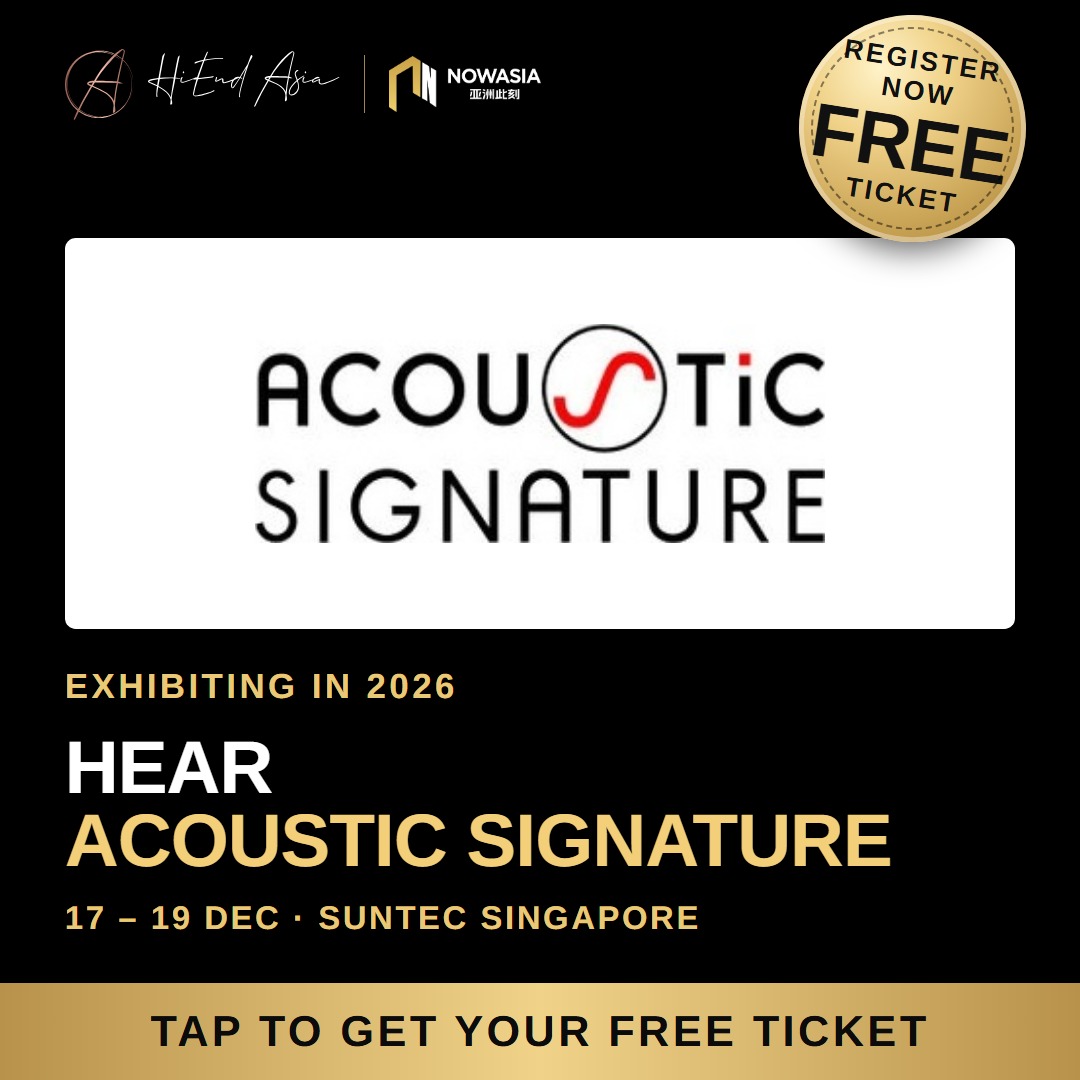 HiEnd Asia
NOWASIA
亚洲此刻
REGISTER
NOW
FREE
TICKET
ACOUSTiC
SIGNATURE
EXHIBITING IN 2026
HEAR
ACOUSTIC SIGNATURE
17 – 19 DEC · SUNTEC SINGAPORE
TAP TO GET YOUR FREE TICKET